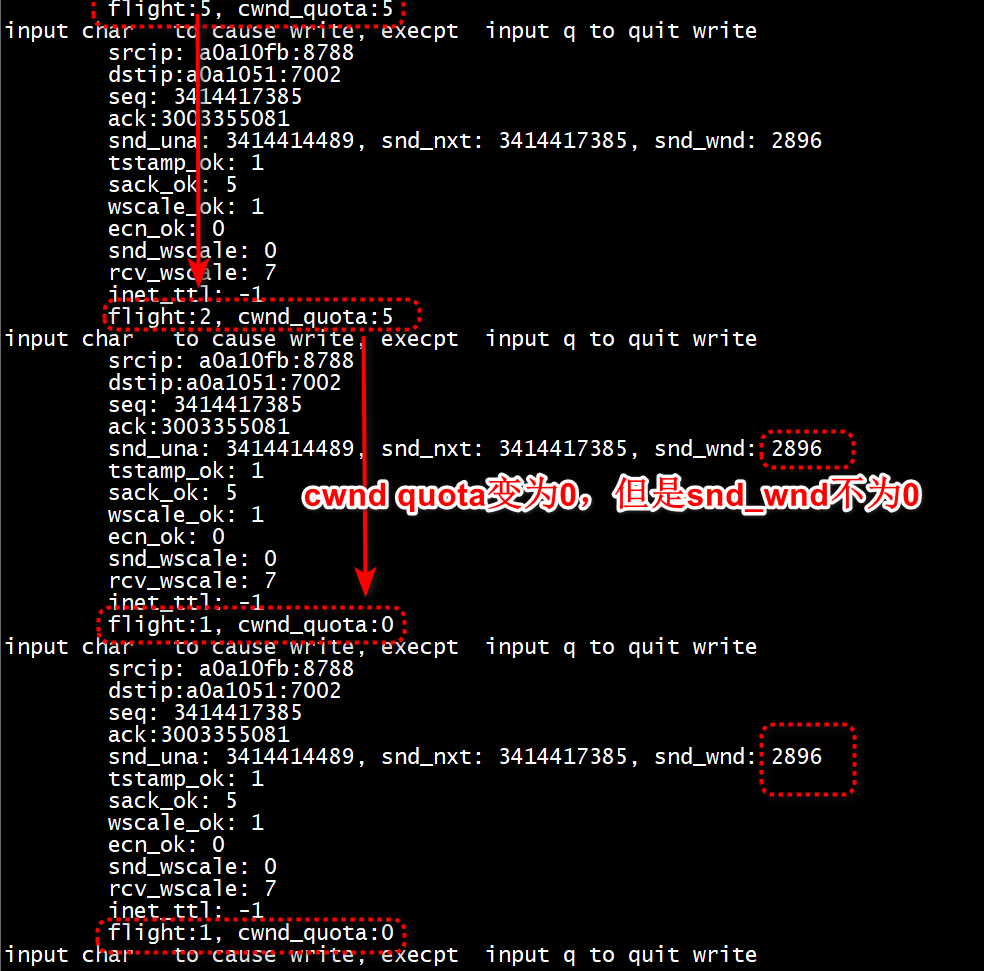 flight:5, cwnd_quota:5
input char   to cause write, execpt  input q to quit write
srcip: a0a10fb:8788
dstip:a0a1051:7002
seq: 3414417385
ack:3003355081
snd_una: 3414414489, snd_nxt: 3414417385, snd_wnd: 2896
tstamp_ok: 1
sack_ok: 5
wscale_ok: 1
ecn_ok: 0
snd_wscale: 0
rcv_wscale: 7
inet_ttl: -1
flight:2, cwnd_quota:5
input char   to cause write, execpt  input q to quit write
srcip: a0a10fb:8788
dstip:a0a1051:7002
seq: 3414417385
ack:3003355081
snd_una: 3414414489, snd_nxt: 3414417385, snd_wnd: 2896
tstamp_ok: 1
sack_ok: 5
cwnd quota变为0，但是snd_wnd不为0
wscale_ok: 1
ecn_ok: 0
snd_wscale: 0
rcv_wscale: 7
inet_ttl: -1
flight:1, cwnd_quota:0
input char   to cause write, execpt  input q to quit write
srcip: a0a10fb:8788
dstip:a0a1051:7002
seq: 3414417385
ack:3003355081
snd_una: 3414414489, snd_nxt: 3414417385, snd_wnd: 2896
tstamp_ok: 1
sack_ok: 5
wscale_ok: 1
ecn_ok: 0
snd_wscale: 0
rcv_wscale: 7
inet_ttl: -1
flight:1, cwnd_quota:0
input char   to cause write, execpt  input q to quit write